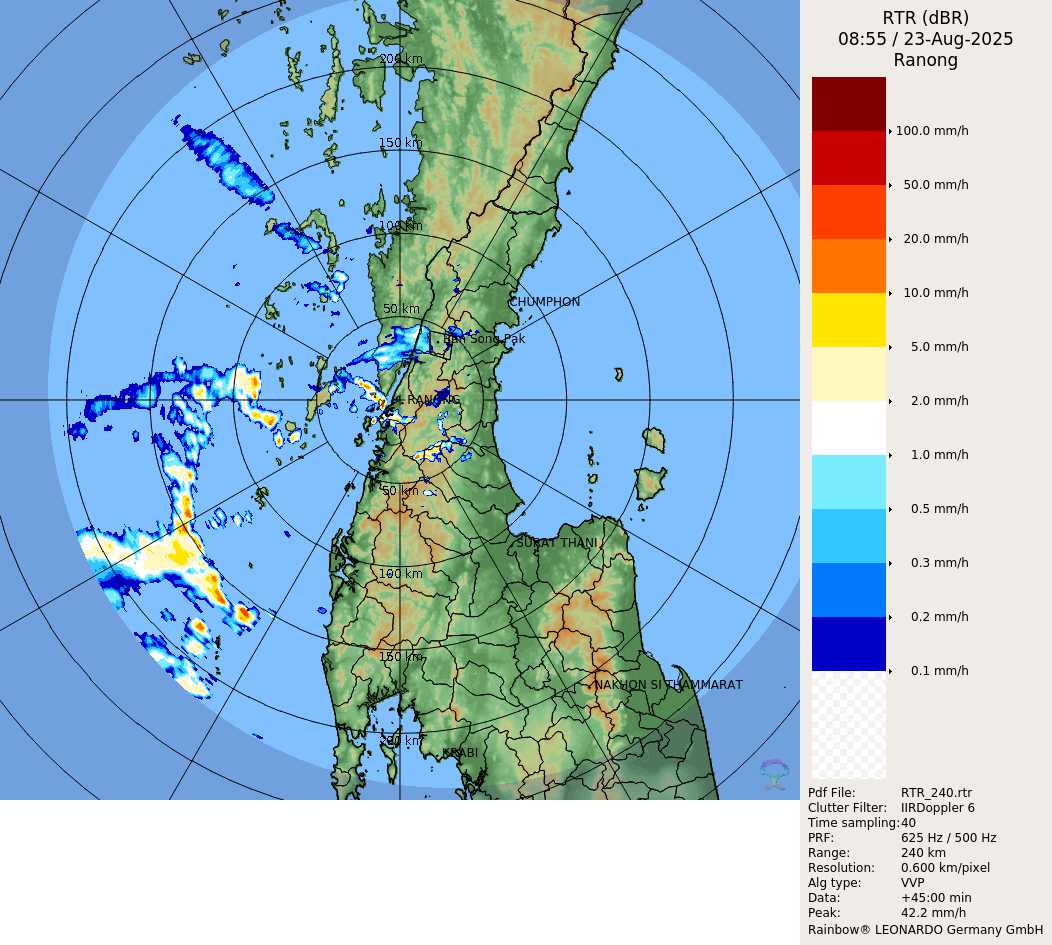 RTR (dBR)
08:55 / 23-Aug-2025
Ranong
200 km
150 km
100 km
50 km
CHUMPHON
Ban Song Pak
RANONG
50 km
SURAT THANI
100 km
150 km
NAKHON SI THAMMARAT
200 km
KRABI
100.0 mm/h
50.0 mm/h
20.0 mm/h
10.0 mm/h
5.0 mm/h
2.0 mm/h
1.0 mm/h
0.5 mm/h
0.3 mm/h
0.2 mm/h
0.1 mm/h
Pdf File: RTR_240.rtr
Clutter Filter: IIRDoppler 6
Time sampling:40
PRF: 625 Hz / 500 Hz
Range: 240 km
Resolution: 0.600 km/pixel
Alg type: VVP
Data: +45:00 min
Peak: 42.2 mm/h
Rainbow® LEONARDO Germany GmbH